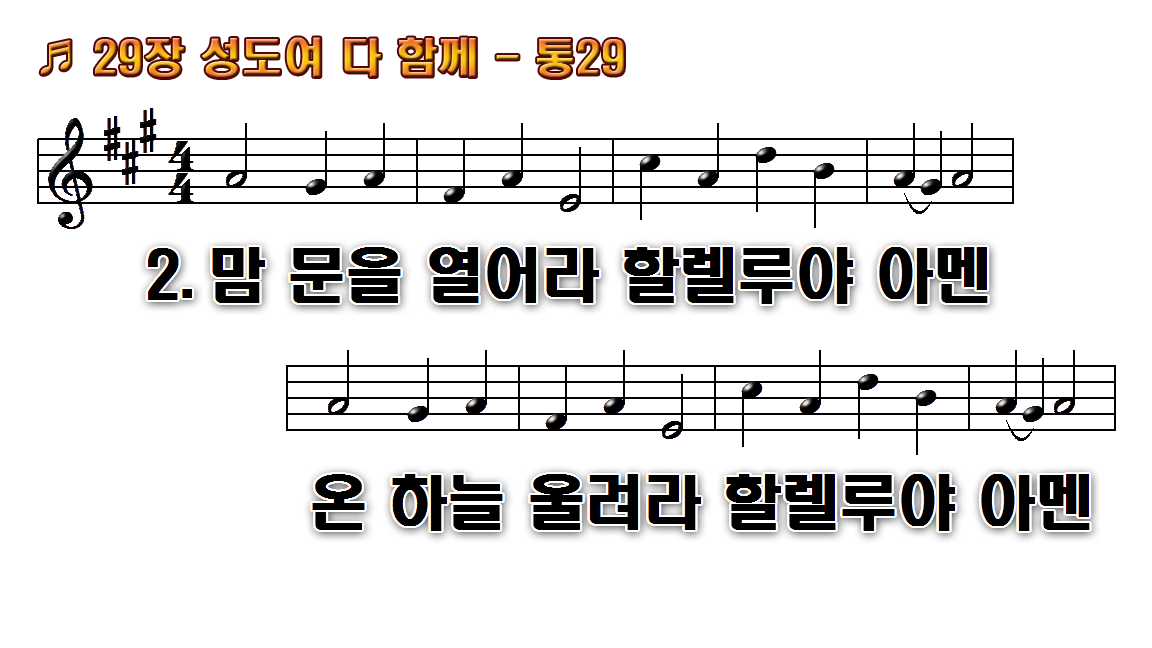 ♬ 29장 성도여 다 함께 - 통29
2. 맘 문을 열어라 할렐루야 아멘
온 하늘 울려라 할렐루야 아멘